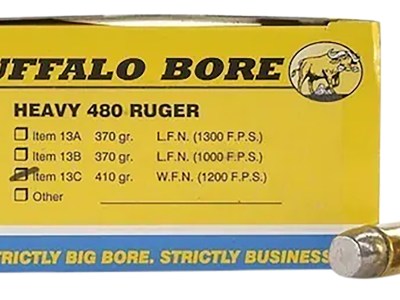 UFFALO BORE
HEAVY 480 RUGER
Item 13A 370 gr. L.F.N. (1300 F.P.S.)
Item 13B 370 gr. L.F.N. (1000 F.P.S.)
Item 13C 410 gr. W.F.N. (1200 F.P.S.)
Other
TRICTLY BIG BORE. STRICTLY BUSINESS